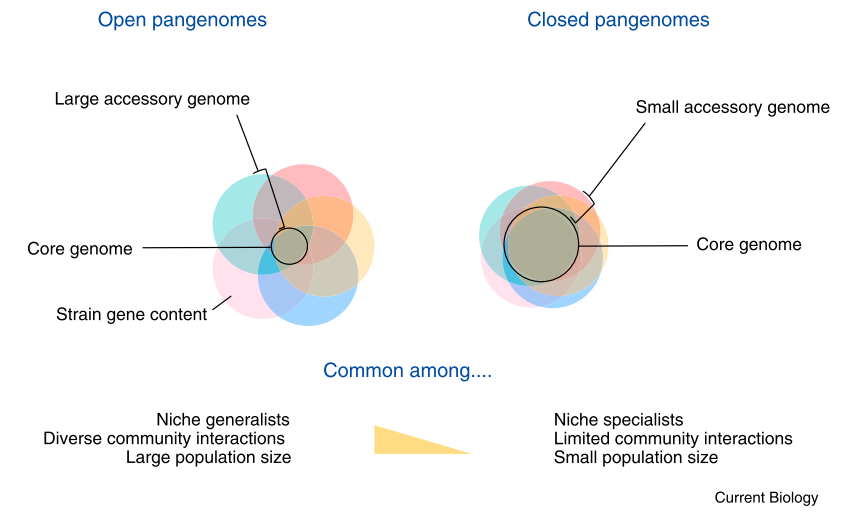 Open pangenomes
Closed pangenomes
Large accessory genome
Small accessory genome
Core genome
Core genome
Strain gene content
Common among....
Niche generalists
Diverse community interactions
Large population size
Niche specialists
Limited community interactions
Small population size
Current Biology